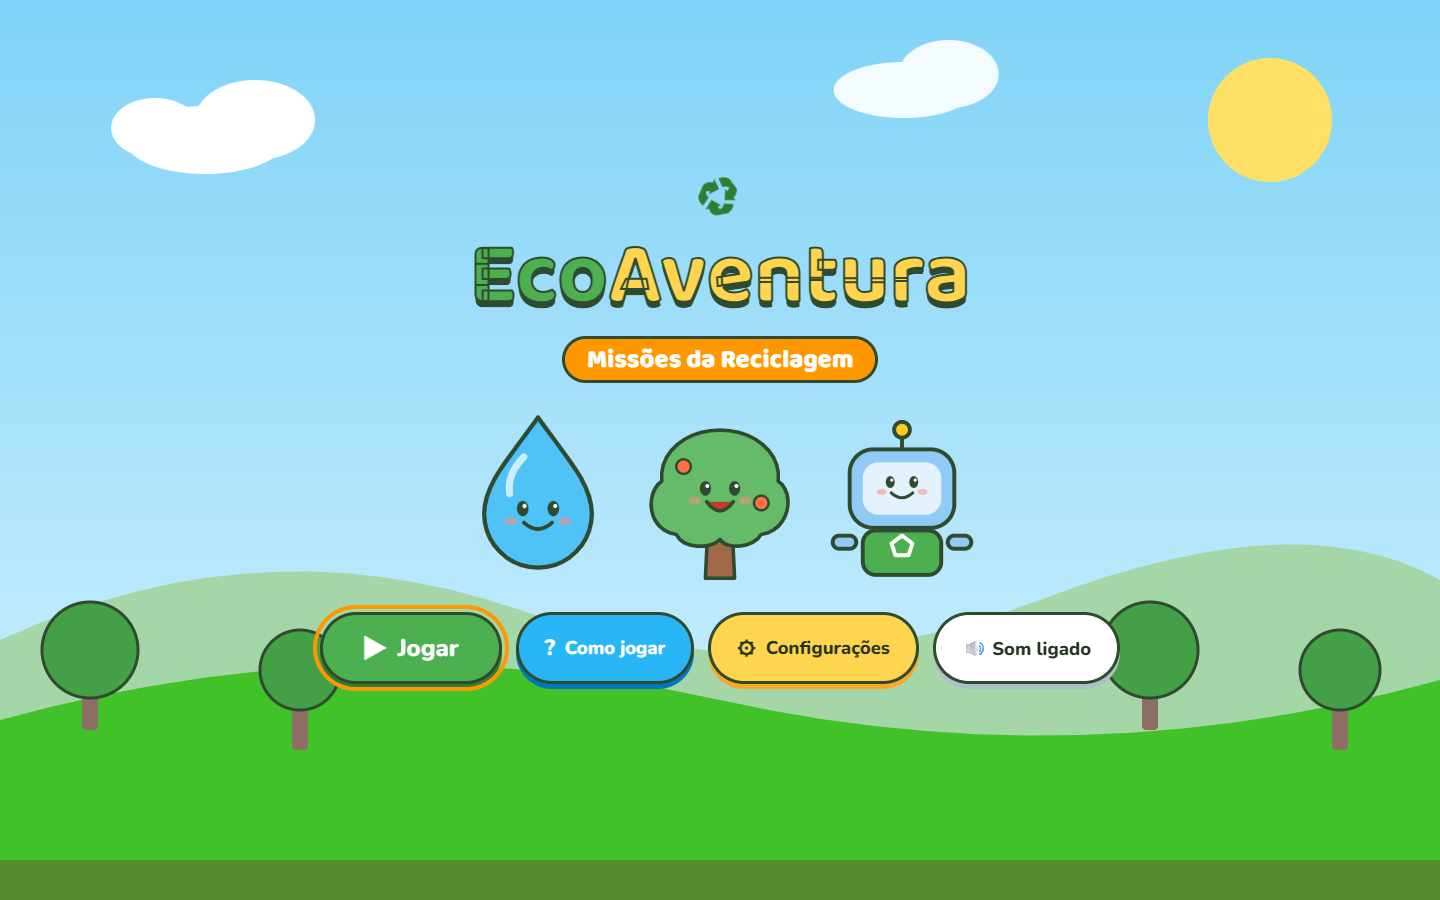 EcoAventura
Missões da Reciclagem
Jogar
? Como jogar
Configurações
Som ligado